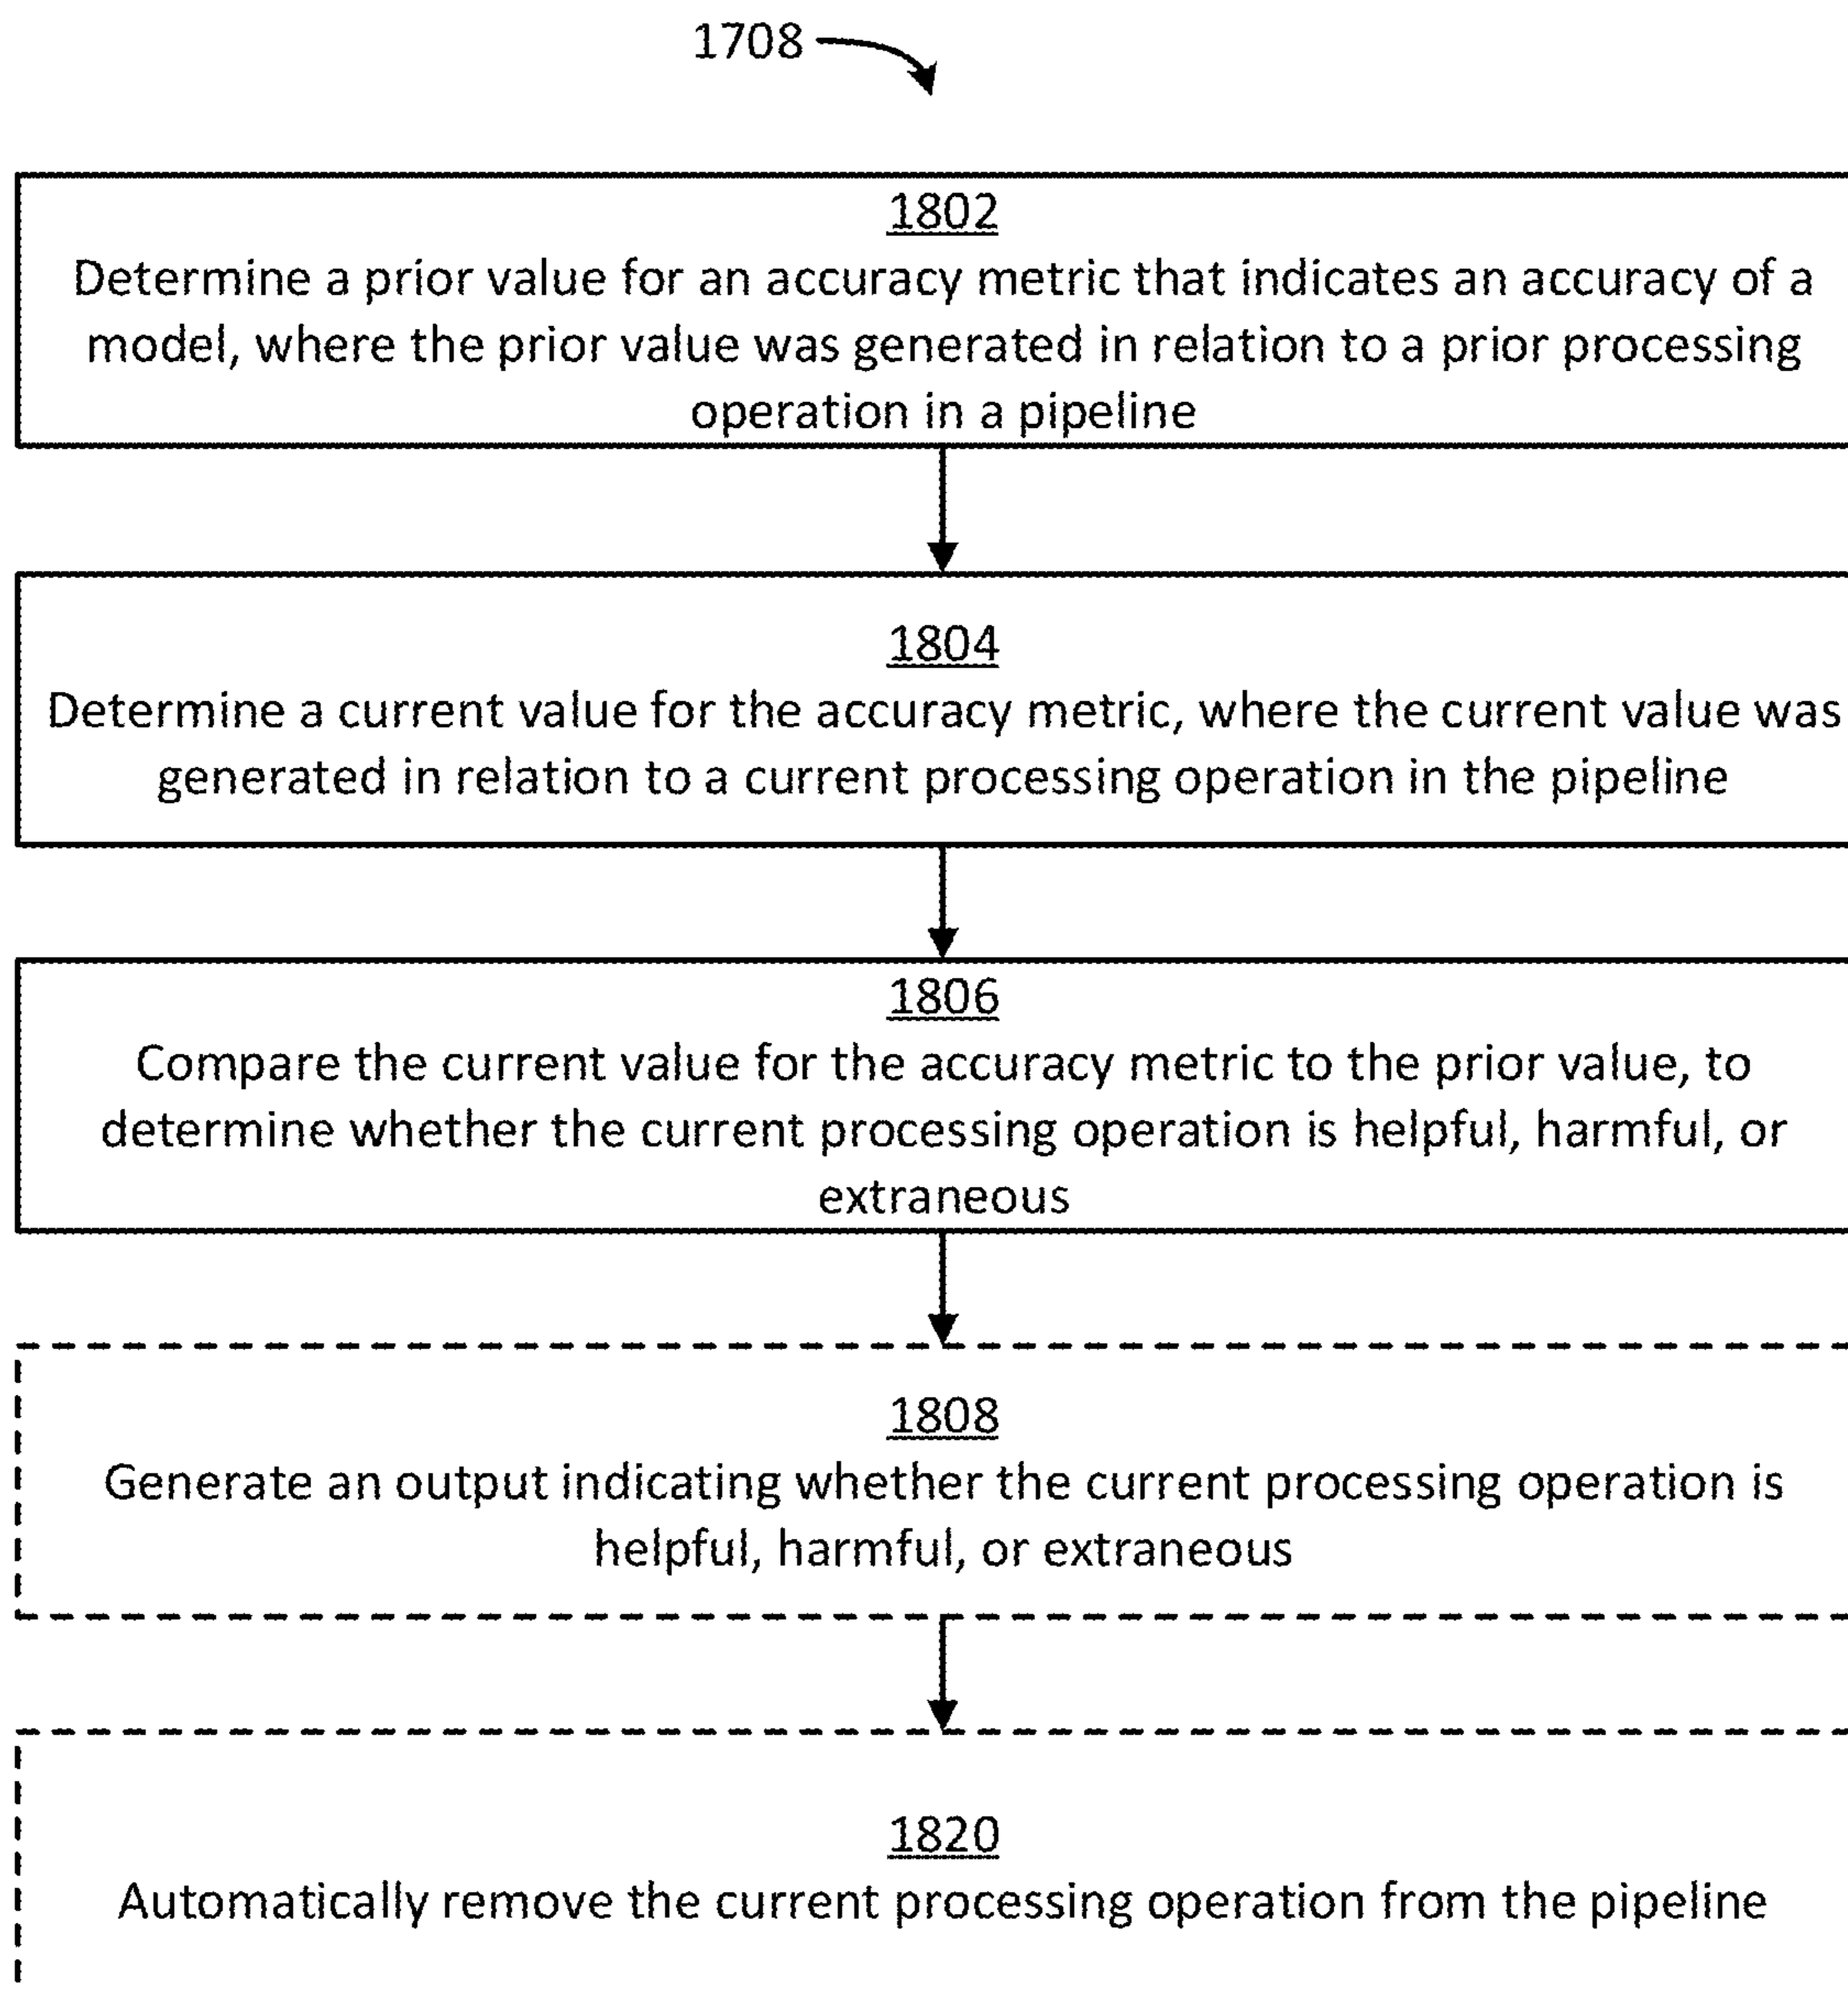 1708
1802
Determine a prior value for an accuracy metric that indicates an accuracy of a
model, where the prior value was generated in relation to a prior processing
operation in a pipeline
1804
Determine a current value for the accuracy metric, where the current value was
generated in relation to a current processing operation in the pipeline
1806
Compare the current value for the accuracy metric to the prior value, to
determine whether the current processing operation is helpful, harmful, or
extraneous
1808
Generate an output indicating whether the current processing operation is
helpful, harmful, or extraneous
1820
Automatically remove the current processing operation from the pipeline